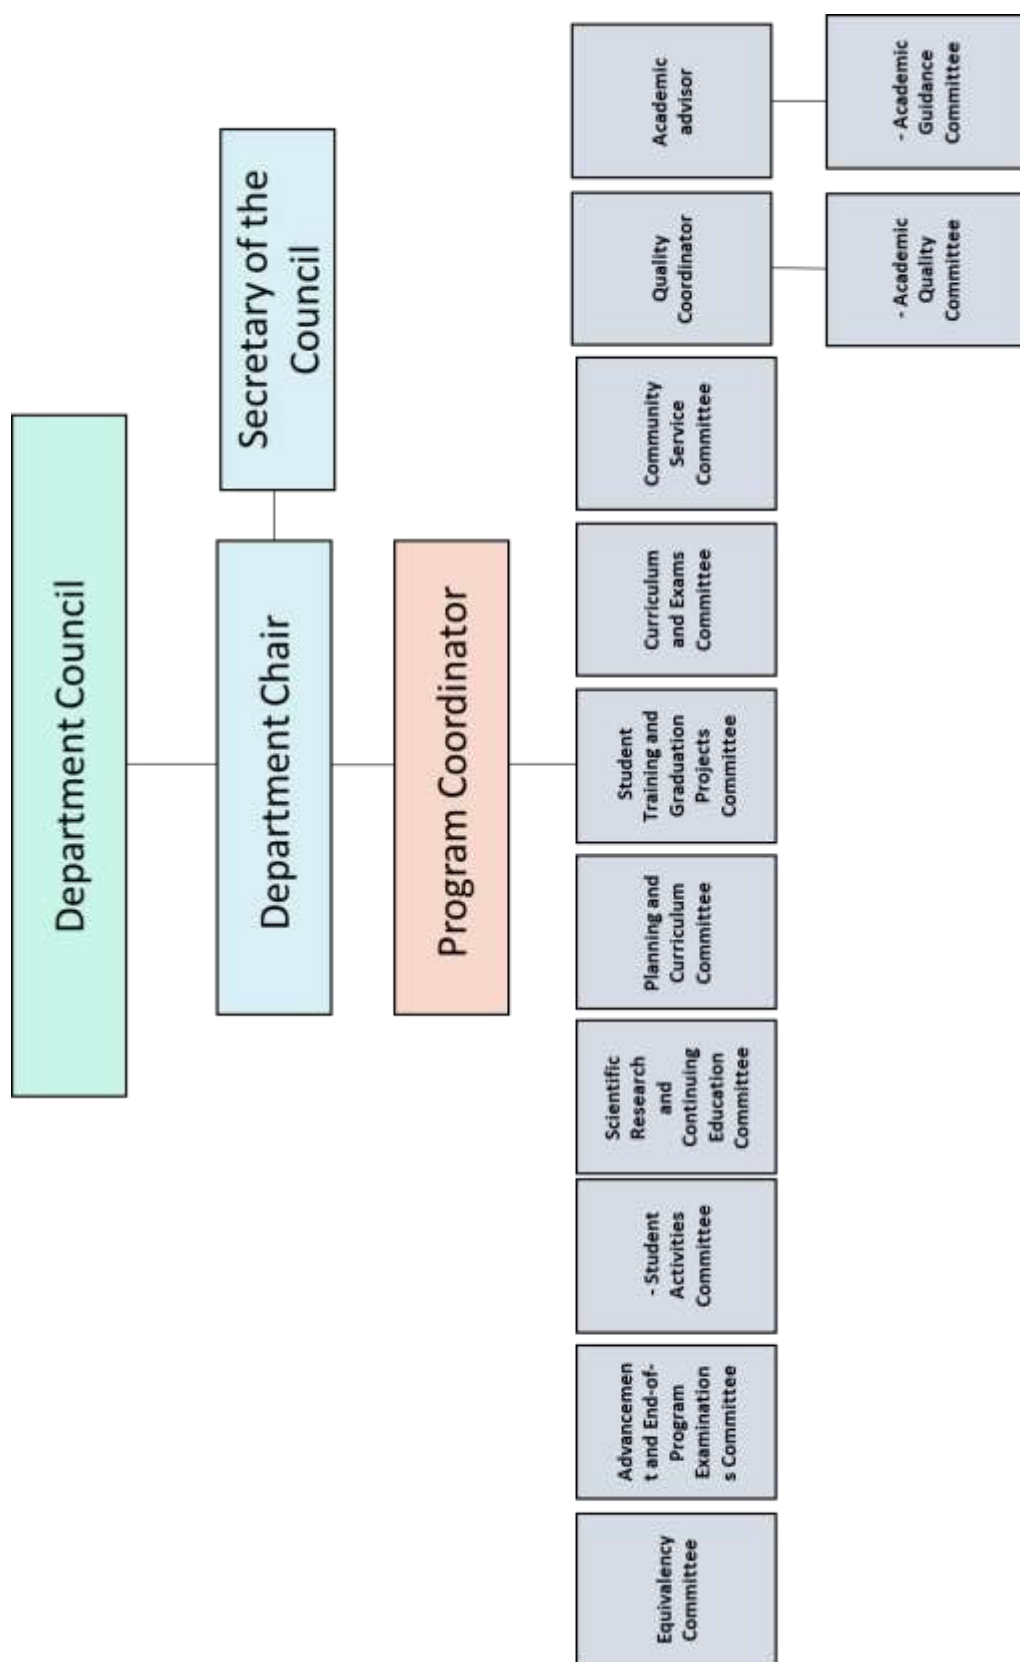 Department Council
Department Chair
Secretary of the
Council
Program Coordinator
Equivalency
Committee
Advancemen
t and End-of-
Program
Examination
s Committee
- Student
Activities
Committee
Scientific
Research
and
Continuing
Education
Committee
Planning and
Curriculum
Committee
Student
Training and
Graduation
Projects
Committee
Curriculum
and Exams
Committee
Community
Service
Committee
Quality
Coordinator
Academic
advisor
- Academic
Quality
Committee
- Academic
Guidance
Committee